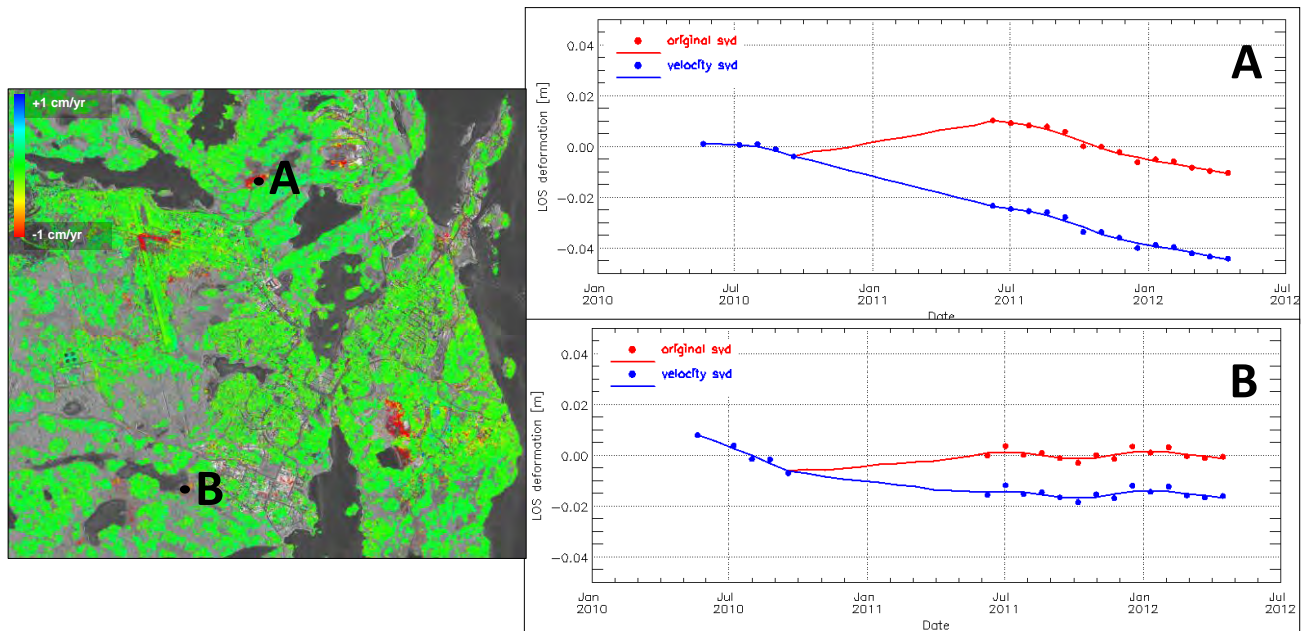 +1 cm/yr
-1 cm/yr
A
B
original svd
velocity svd
A
LOS deformation [m]
0.04
0.02
0.00
-0.02
-0.04
Jan
2010
Jul
2010
Jan
2011
Jul
2011
Jan
2012
Jul
2012
Date
original svd
velocity svd
B
LOS deformation [m]
0.04
0.02
0.00
-0.02
-0.04
Jan
2010
Jul
2010
Jan
2011
Jul
2011
Jan
2012
Jul
2012
Date